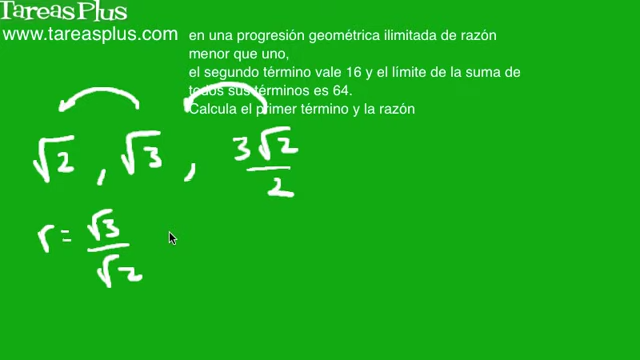 TareasPlus
www.tareasplus.com
en una progresión geométrica ilimitada de razón
menor que uno,
el segundo término vale 16 y el límite de la suma de
todos sus términos es 64.
Calcula el primer término y la razón
√2 , √3 , 3√2/2
r = √3/√2